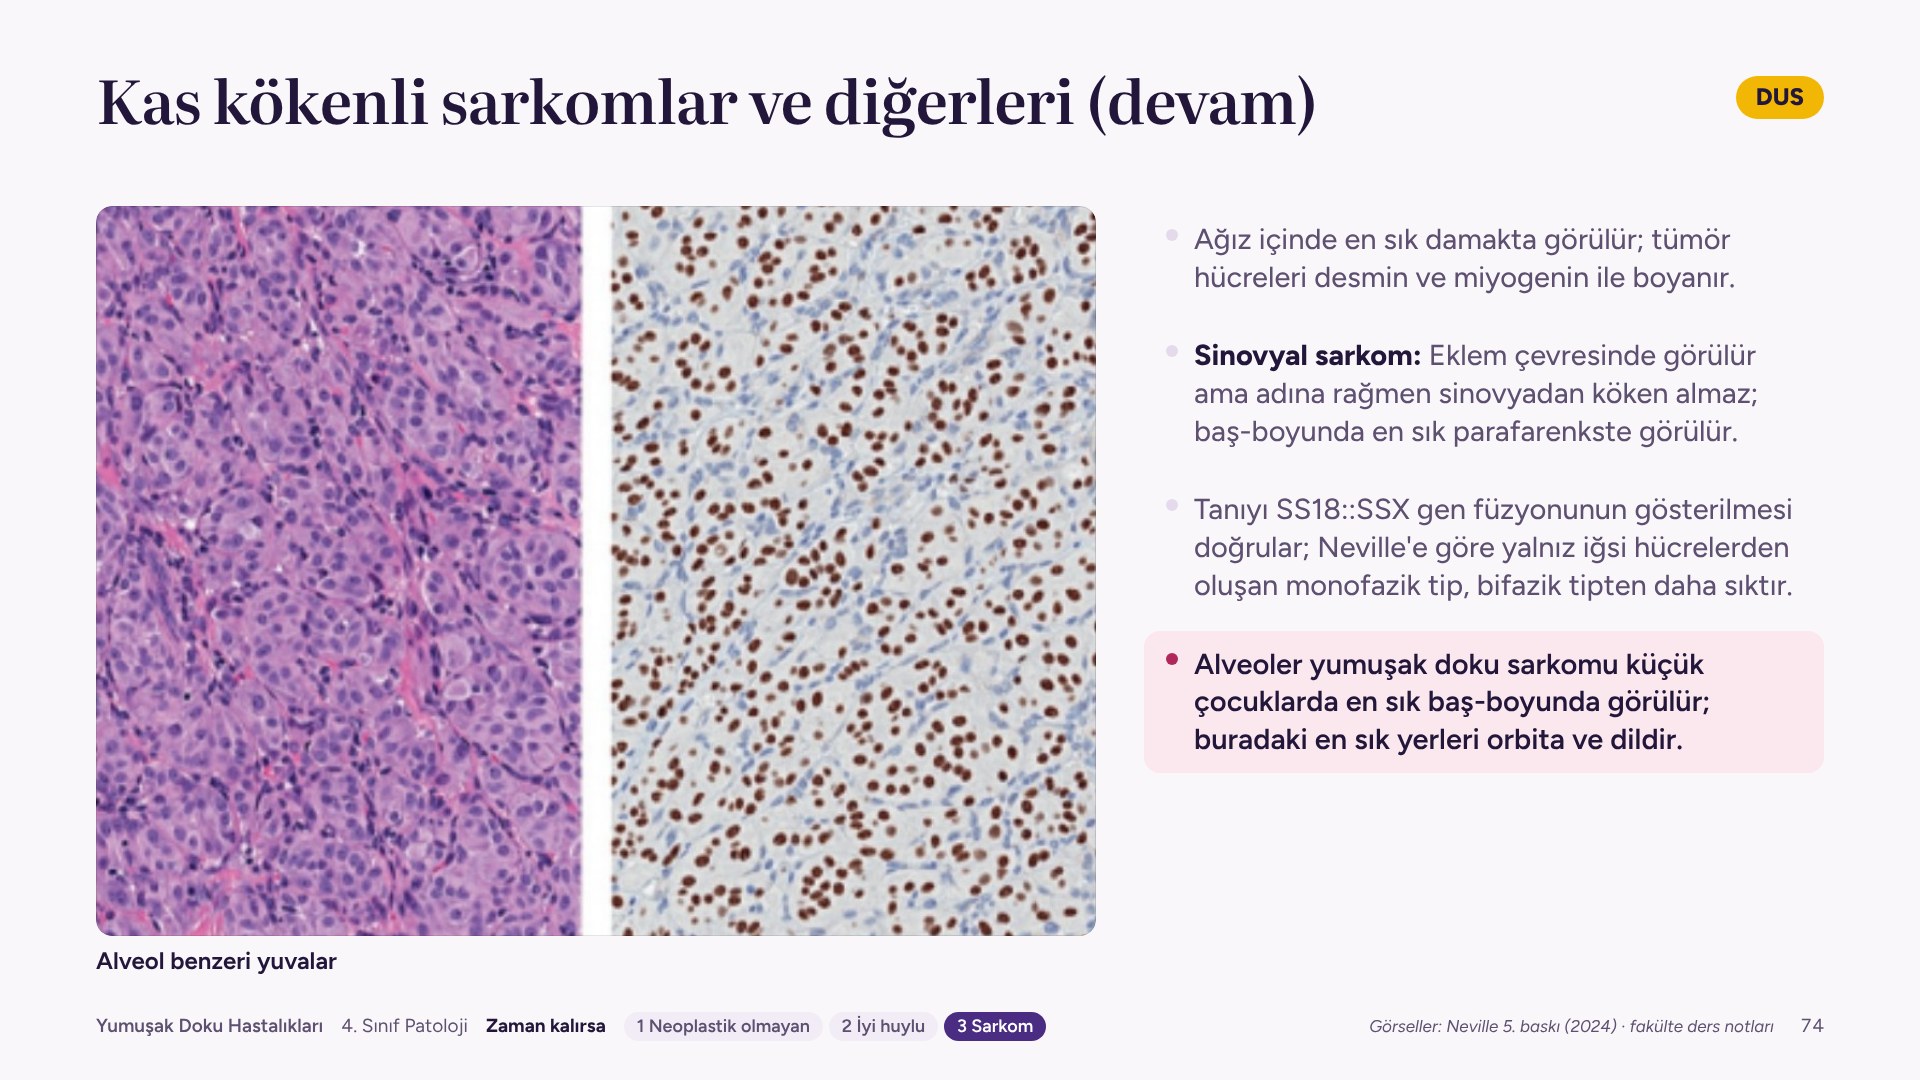 Kas kökenli sarkomlar ve diğerleri (devam)
DUS
Ağız içinde en sık damakta görülür; tümör
hücreleri desmin ve miyogenin ile boyanır.
Sinovyal sarkom: Eklem çevresinde görülür
ama adına rağmen sinovyadan köken almaz;
baş-boyunda en sık parafarenkste görülür.
Tanıyı SS18::SSX gen füzyonunun gösterilmesi
doğrular; Neville'e göre yalnız iğsi hücrelerden
oluşan monofazik tip, bifazik tipten daha sıktır.
Alveoler yumuşak doku sarkomu küçük
çocuklarda en sık baş-boyunda görülür;
buradaki en sık yerleri orbita ve dildir.
Alveol benzeri yuvalar
Yumuşak Doku Hastalıkları 4. Sınıf Patoloji Zaman kalırsa 1 Neoplastik olmayan 2 İyi huylu 3 Sarkom
Görseller: Neville 5. baskı (2024) · fakülte ders notları 74